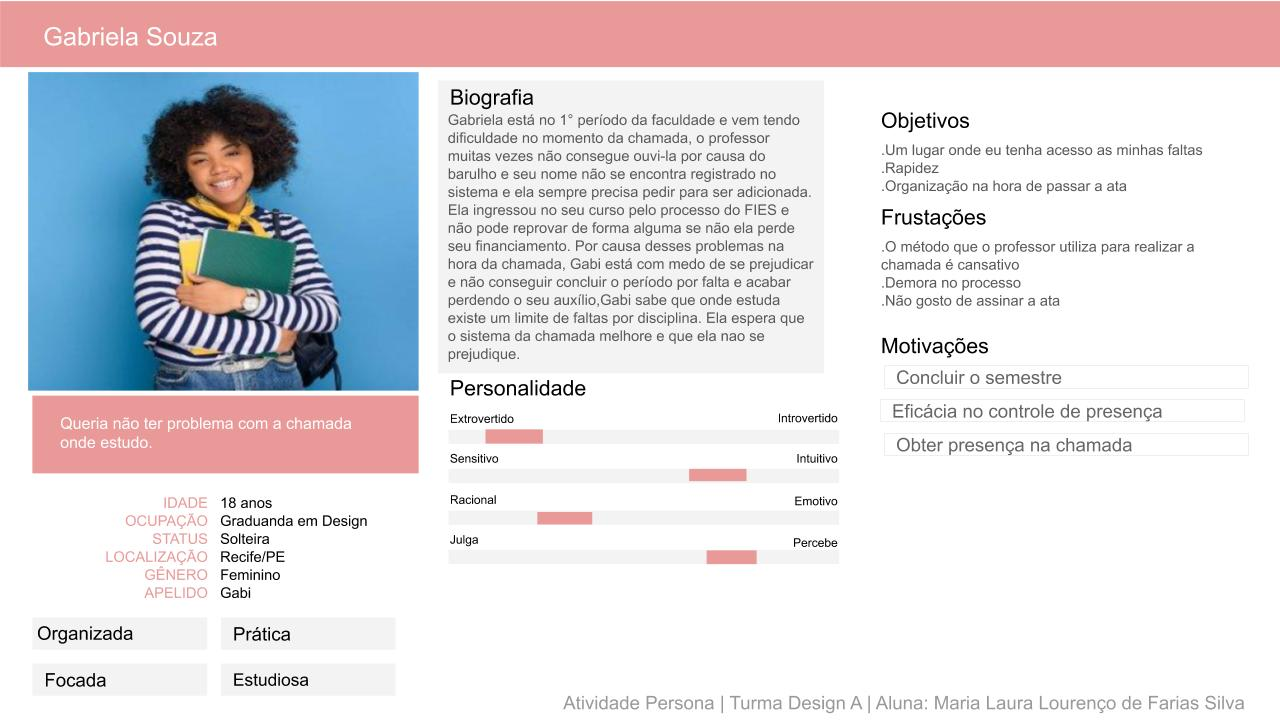 Gabriela Souza
Queria não ter problema com a chamada
onde estudo.
IDADE 18 anos
OCUPAÇÃO Graduanda em Design
STATUS Solteira
LOCALIZAÇÃO Recife/PE
GÊNERO Feminino
APELIDO Gabi
Organizada Prática
Focada Estudiosa
Biografia
Gabriela está no 1° período da faculdade e vem tendo
dificuldade no momento da chamada, o professor
muitas vezes não consegue ouvi-la por causa do
barulho e seu nome não se encontra registrado no
sistema e ela sempre precisa pedir para ser adicionada.
Ela ingressou no seu curso pelo processo do FIES e
não pode reprovar de forma alguma se não ela perde
seu financiamento. Por causa desses problemas na
hora da chamada, Gabi está com medo de se prejudicar
e não conseguir concluir o período por falta e acabar
perdendo o seu auxílio,Gabi sabe que onde estuda
existe um limite de faltas por disciplina. Ela espera que
o sistema da chamada melhore e que ela nao se
prejudique.
Personalidade
Extrovertido Introvertido
Sensitivo Intuitivo
Racional Emotivo
Julga Percebe
Objetivos
.Um lugar onde eu tenha acesso as minhas faltas
.Rapidez
.Organização na hora de passar a ata
Frustações
.O método que o professor utiliza para realizar a
chamada é cansativo
.Demora no processo
.Não gosto de assinar a ata
Motivações
Concluir o semestre
Eficácia no controle de presença
Obter presença na chamada
Atividade Persona | Turma Design A | Aluna: Maria Laura Lourenço de Farias Silva